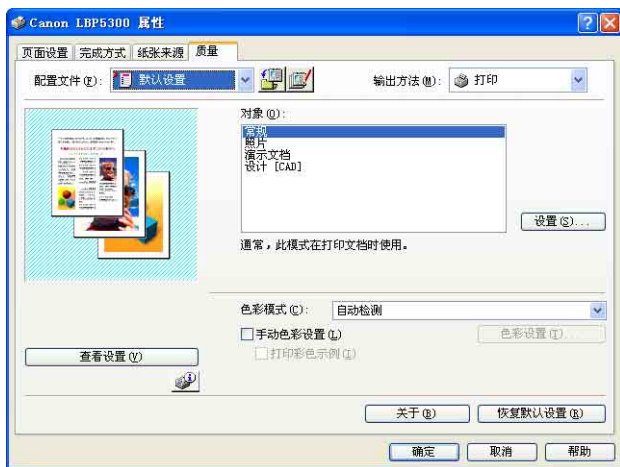 Canon LBP5300 属性
页面设置 完成方式 纸张来源 质量
配置文件(F): 默认设置 输出方法(M): 打印
对象(O):
常规
照片
演示文档
设计 [CAD]
设置(S)...
通常，此模式在打印文档时使用。
色彩模式(C): 自动检测
手动色彩设置(L) 色彩设置(T)...
打印彩色示例(I)
查看设置(V)
关于(B) 恢复默认设置(R)
确定 取消 帮助